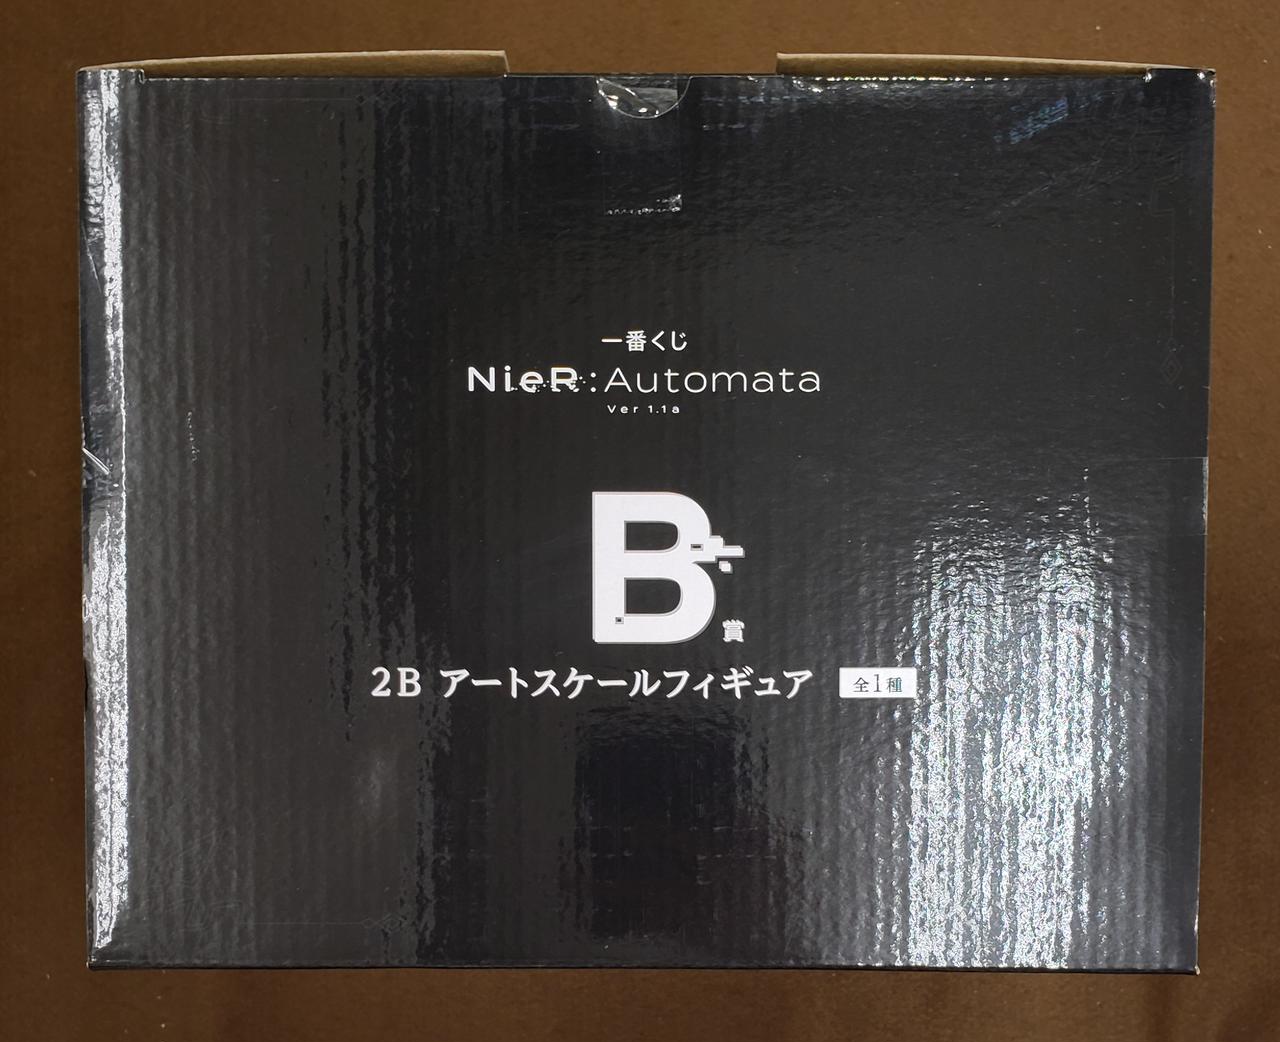 一番くじ
NieR:Automata
Ver 1.1a
B賞
2B アートスケールフィギュア 全1種